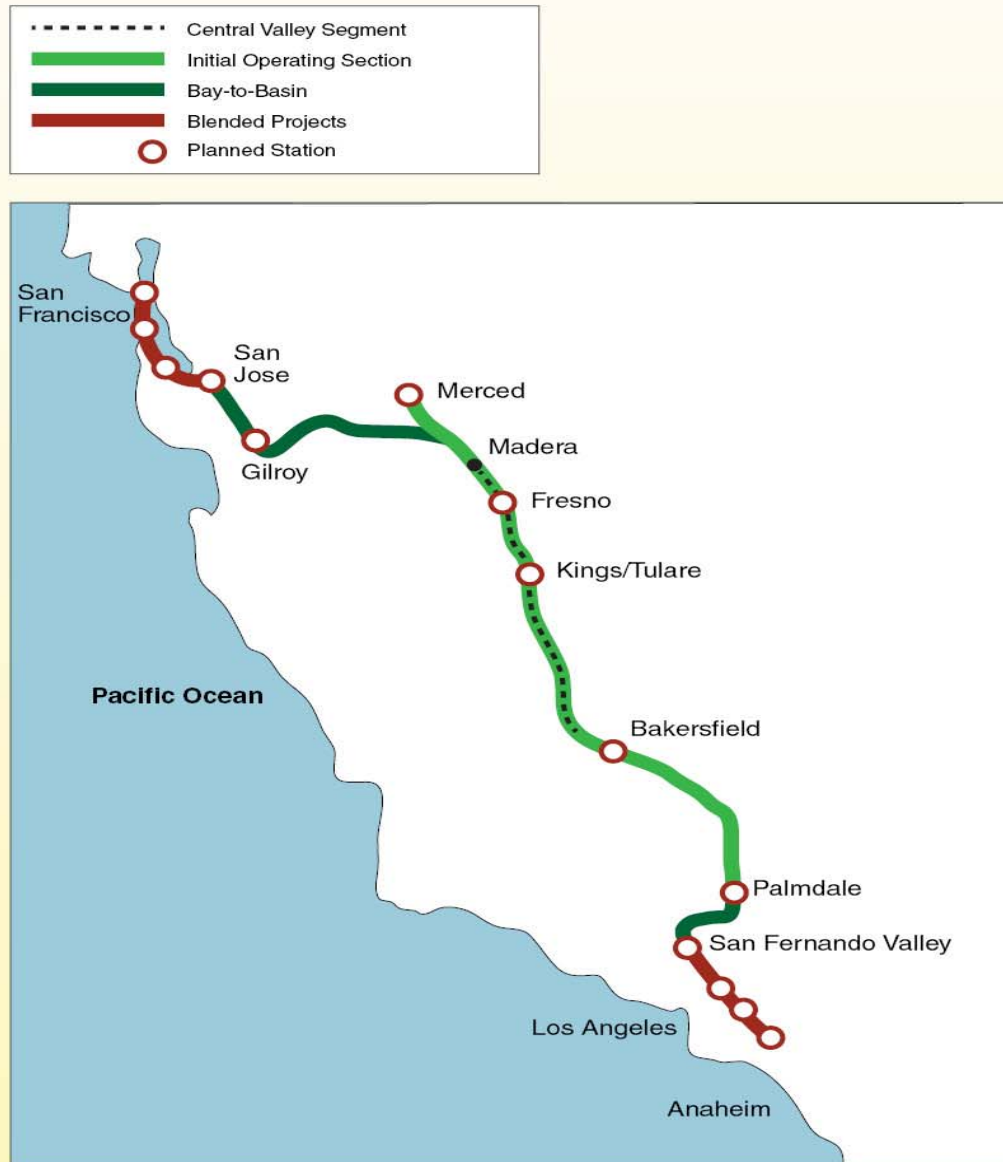 Central Valley Segment
Initial Operating Section
Bay-to-Basin
Blended Projects
Planned Station
San
Francisco
San
Jose
Merced
Gilroy
Madera
Fresno
Kings/Tulare
Pacific Ocean
Bakersfield
Palmdale
San Fernando Valley
Los Angeles
Anaheim